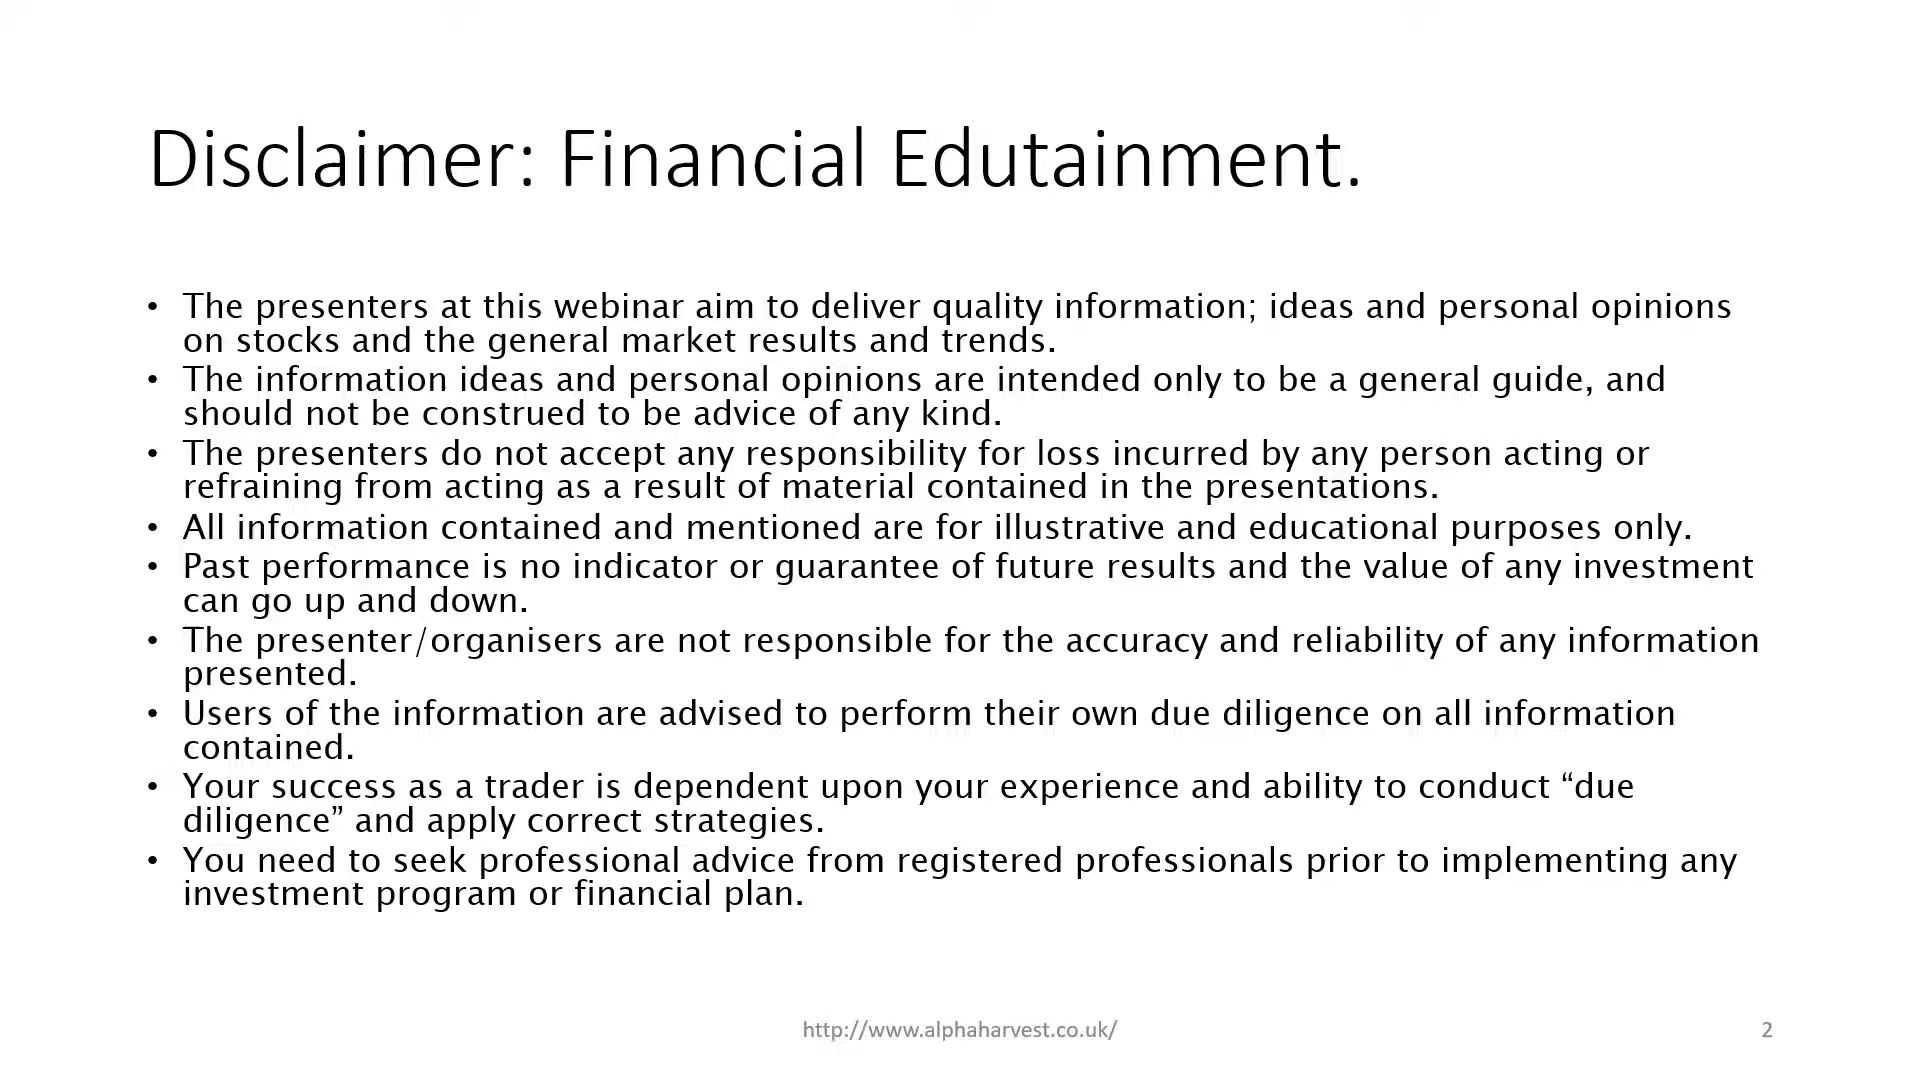 Disclaimer: Financial Edutainment.
• The presenters at this webinar aim to deliver quality information; ideas and personal opinions
on stocks and the general market results and trends.
• The information ideas and personal opinions are intended only to be a general guide, and
should not be construed to be advice of any kind.
• The presenters do not accept any responsibility for loss incurred by any person acting or
refraining from acting as a result of material contained in the presentations.
• All information contained and mentioned are for illustrative and educational purposes only.
• Past performance is no indicator or guarantee of future results and the value of any investment
can go up and down.
• The presenter/organisers are not responsible for the accuracy and reliability of any information
presented.
• Users of the information are advised to perform their own due diligence on all information
contained.
• Your success as a trader is dependent upon your experience and ability to conduct “due
diligence” and apply correct strategies.
• You need to seek professional advice from registered professionals prior to implementing any
investment program or financial plan.
http://www.alphaharvest.co.uk/
2